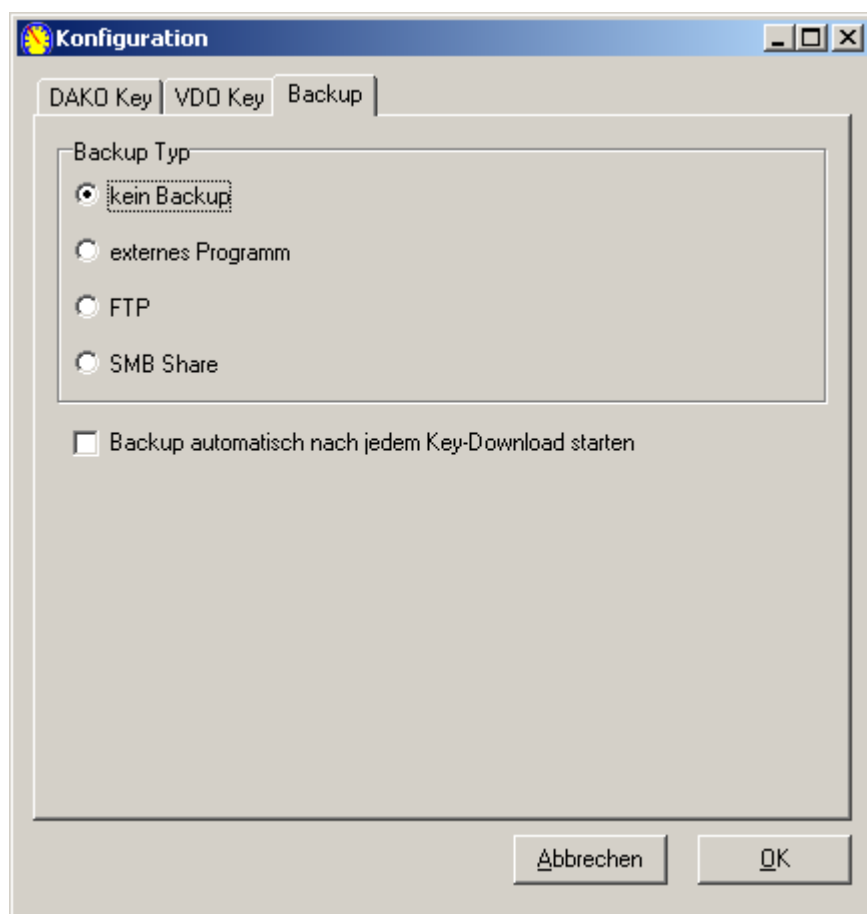 Konfiguration
DAKO Key VDO Key Backup
Backup Typ
kein Backup
externes Programm
FTP
SMB Share
Backup automatisch nach jedem Key-Download starten
Abbrechen OK